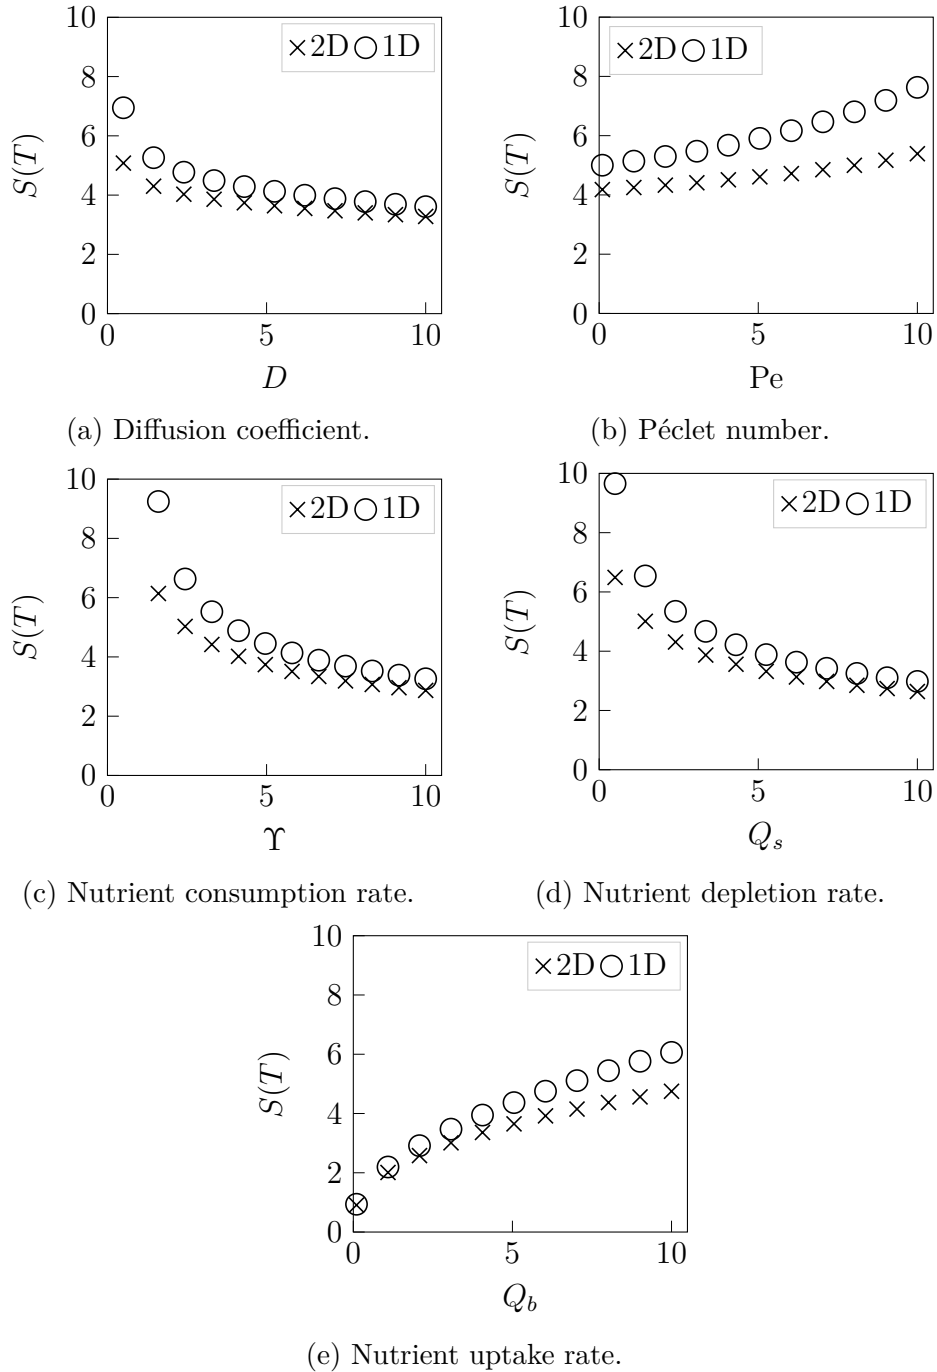 10
8
6
4
2
0
S(T)
2D 1D
0 5 10
D
(a) Diffusion coefficient.
10
8
6
4
2
0
S(T)
2D 1D
0 5 10
Pe
(b) Péclet number.
10
8
6
4
2
0
S(T)
2D 1D
0 5 10
ϒ
(c) Nutrient consumption rate.
10
8
6
4
2
0
S(T)
2D 1D
0 5 10
Q_s
(d) Nutrient depletion rate.
10
8
6
4
2
0
S(T)
2D 1D
0 5 10
Q_b
(e) Nutrient uptake rate.